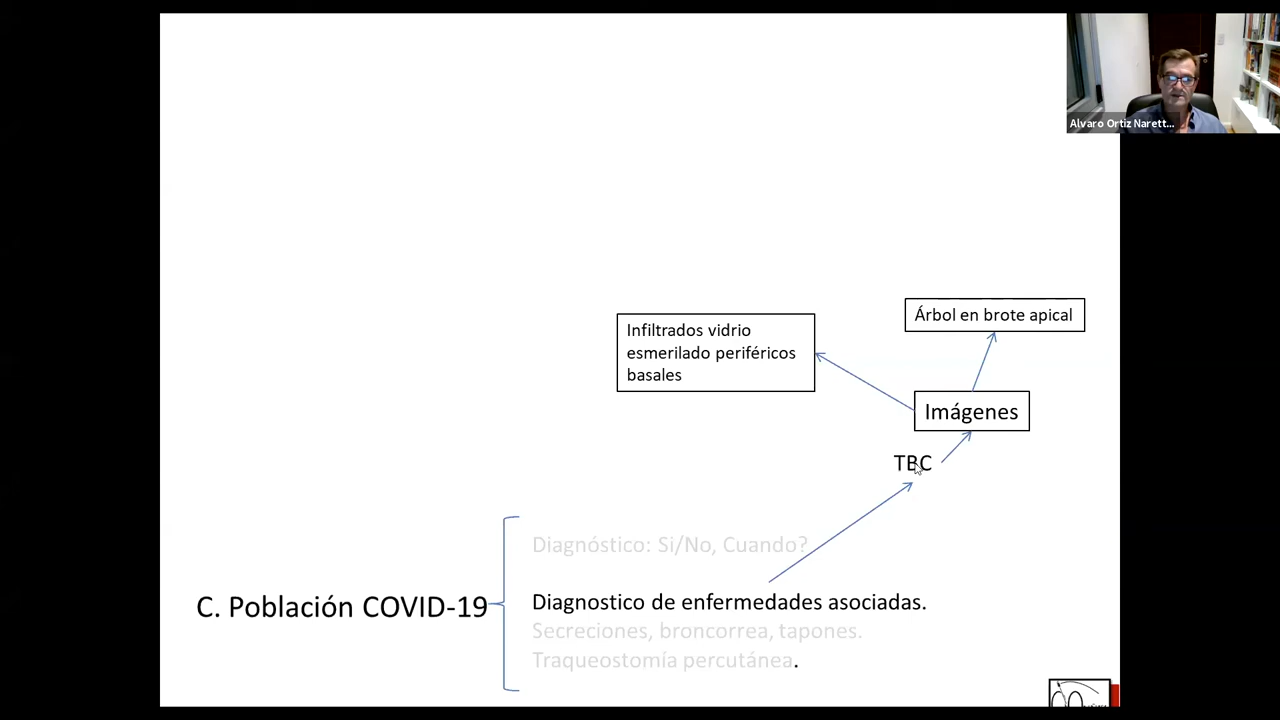 Alvaro Ortiz Narett...
Árbol en brote apical
Infiltrados vidrio
esmerilado periféricos
basales
Imágenes
TBC
Diagnóstico: Si/No, Cuando?
C. Población COVID-19
Diagnostico de enfermedades asociadas.
Secreciones, broncorrea, tapones.
Traqueostomía percutánea.